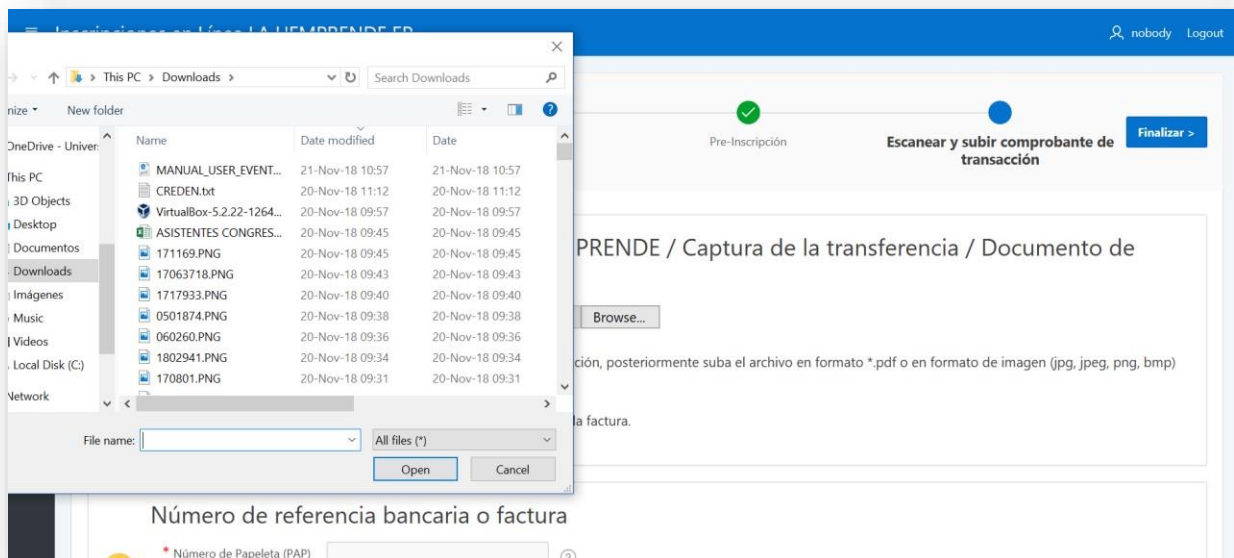 nobody Logout
This PC > Downloads >
Search Downloads
New folder
Name Date modified Date
MANUAL_USER_EVENT... 21-Nov-18 10:57 21-Nov-18 10:57
CREDEN.txt 20-Nov-18 11:12 20-Nov-18 11:12
VirtualBox-5.2.22-1264... 20-Nov-18 09:57 20-Nov-18 09:57
ASISTENTES CONGRES... 20-Nov-18 09:45 20-Nov-18 09:45
171169.PNG 20-Nov-18 09:45 20-Nov-18 09:45
17063718.PNG 20-Nov-18 09:43 20-Nov-18 09:43
1717933.PNG 20-Nov-18 09:40 20-Nov-18 09:40
0501874.PNG 20-Nov-18 09:38 20-Nov-18 09:38
060260.PNG 20-Nov-18 09:36 20-Nov-18 09:36
1802941.PNG 20-Nov-18 09:34 20-Nov-18 09:34
170801.PNG 20-Nov-18 09:31 20-Nov-18 09:31
OneDrive - Univer
This PC
3D Objects
Desktop
Documentos
Downloads
Imágenes
Music
Videos
Local Disk (C:)
Network
File name:
All files (*)
Open Cancel
Pre-Inscripción
Escanear y subir comprobante de
transacción
Finalizar >
PRENDE / Captura de la transferencia / Documento de
Browse...
ción, posteriormente suba el archivo en formato *.pdf o en formato de imagen (jpg, jpeg, png, bmp)
la factura.
Número de referencia bancaria o factura
* Número de Papeleta (PAP)